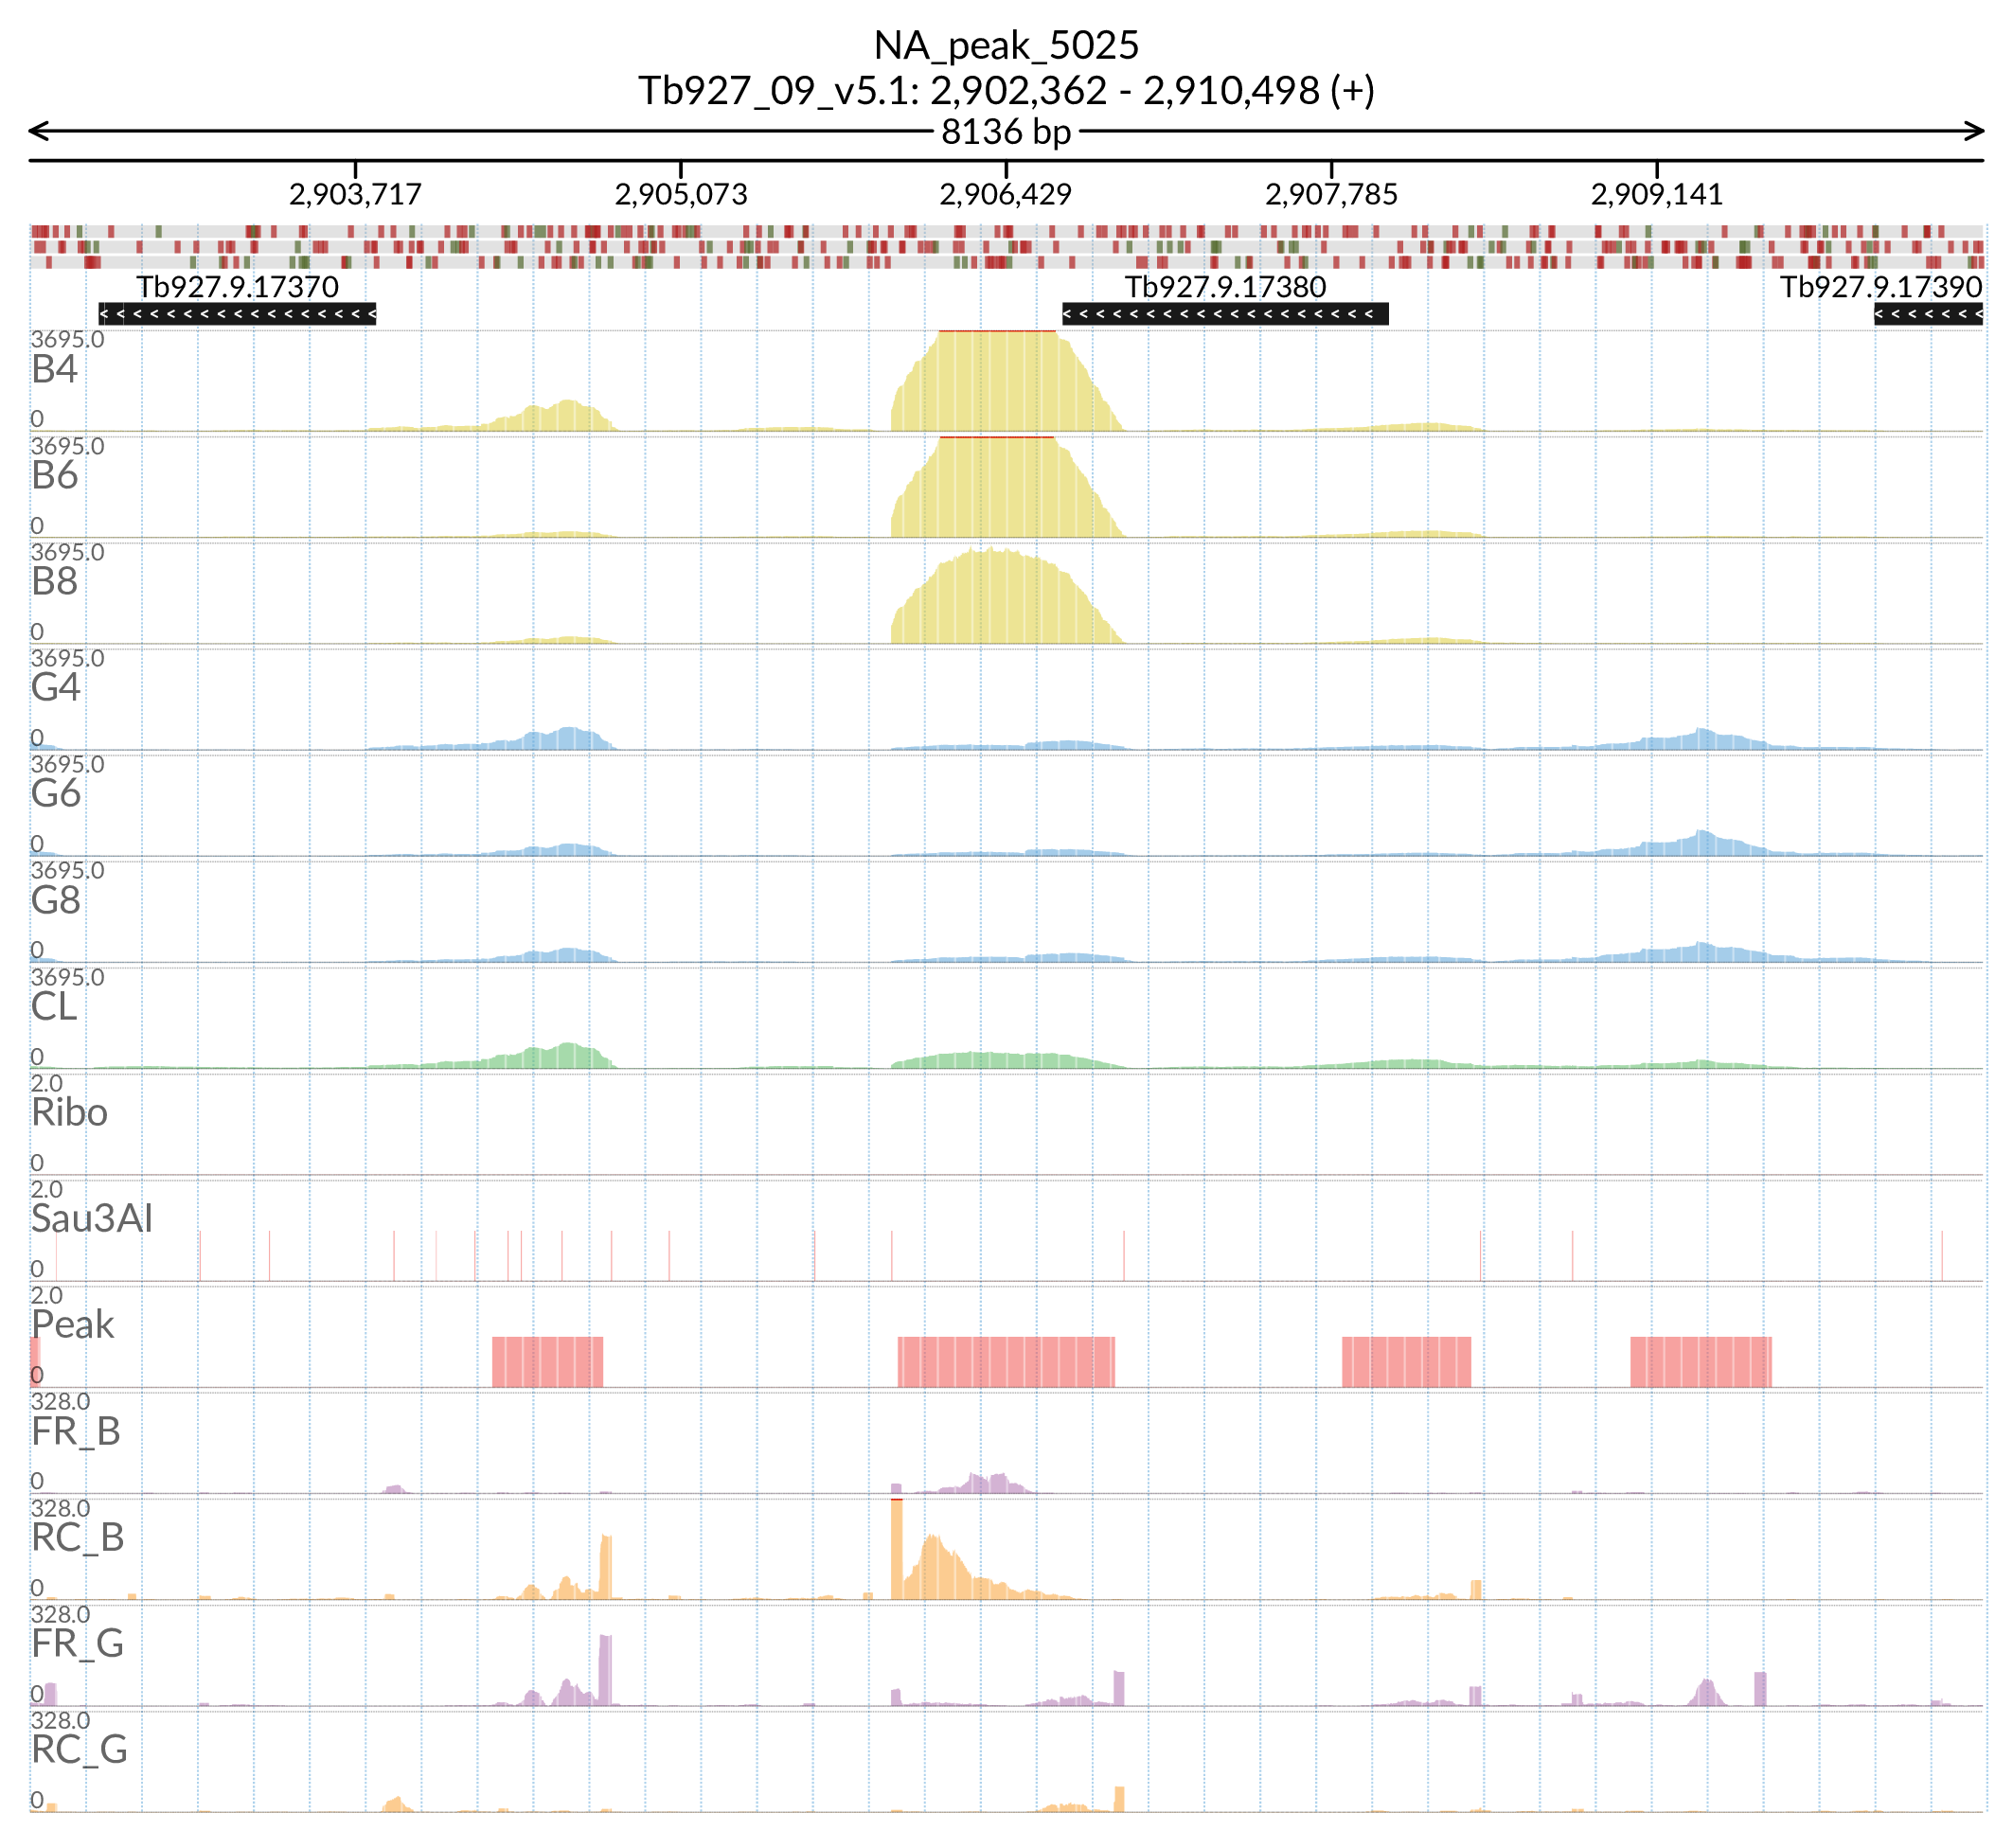 NA_peak_5025
Tb927_09_v5.1: 2,902,362 - 2,910,498 (+)
8136 bp
2,903,717 2,905,073 2,906,429 2,907,785 2,909,141
Tb927.9.17370 Tb927.9.17380 Tb927.9.17390
3695.0
B4
0
3695.0
B6
0
3695.0
B8
0
3695.0
G4
0
3695.0
G6
0
3695.0
G8
0
3695.0
CL
0
2.0
Ribo
0
2.0
Sau3AI
0
2.0
Peak
0
328.0
FR_B
0
328.0
RC_B
0
328.0
FR_G
0
328.0
RC_G
0